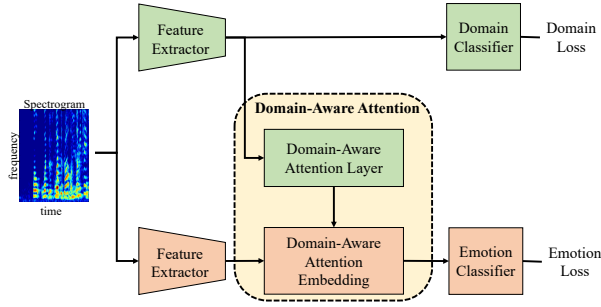 Feature
Extractor
Domain
Classifier
Domain
Loss
Spectrogram
frequency
time
Domain-Aware Attention
Domain-Aware
Attention Layer
Feature
Extractor
Domain-Aware
Attention
Embedding
Emotion
Classifier
Emotion
Loss